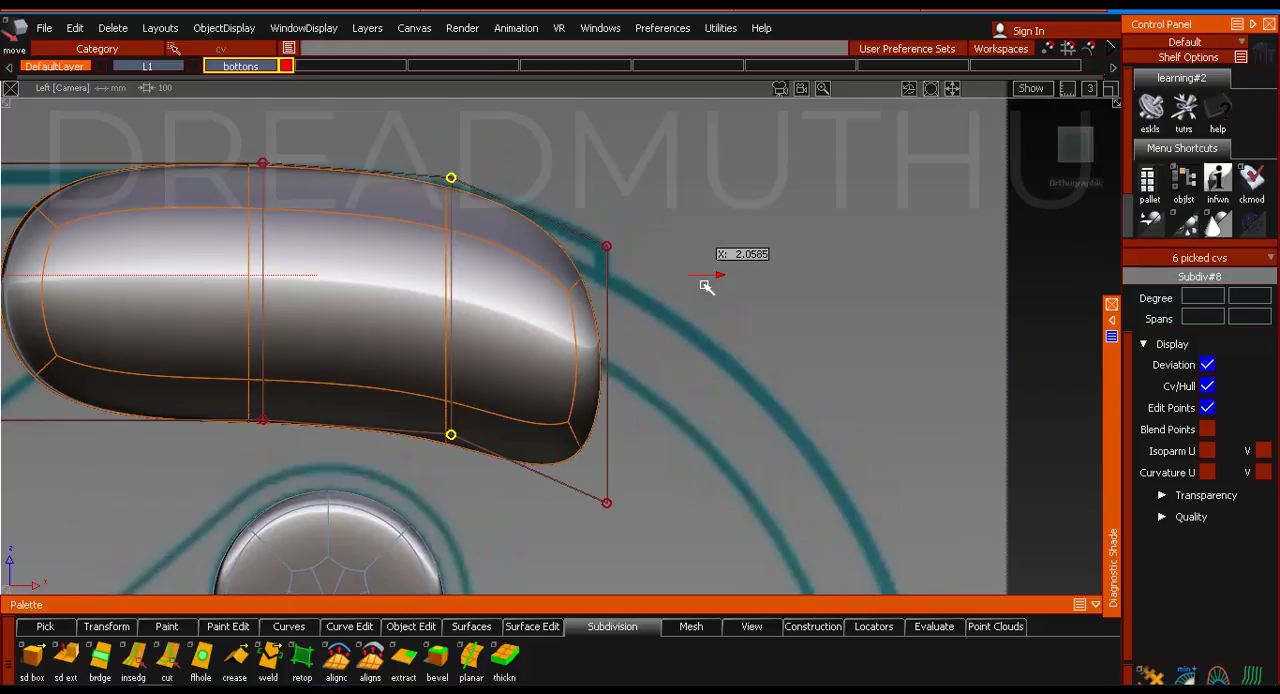 File Edit Delete Layouts ObjectDisplay WindowDisplay Layers Canvas Render Animation VR Windows Preferences Utilities Help
Sign In
Control Panel
Default
move
Category
cv
User Preference Sets
Workspaces
Shelf Options
DefaultLayer
L1
bottons
learning#2
Left [Camera] mm 100
Show
3
DREADMUTHU
eskls tutrs help
Menu Shortcuts
Orthographic
pallet objlst infwn ckmod
X: 2.0585
6 picked cvs
Subdiv#8
Degree
Spans
Display
Deviation
Cv/Hull
Edit Points
Blend Points
Isoparm U V
Curvature U V
Transparency
Quality
Diagnostic Shade
z
x
Palette
Pick Transform Paint Paint Edit Curves Curve Edit Object Edit Surfaces Surface Edit Subdivision Mesh View Construction Locators Evaluate Point Clouds
sd box sd ext brdge insedg cut flhole crease weld retop alignc aligns extract bevel planar thickn
min